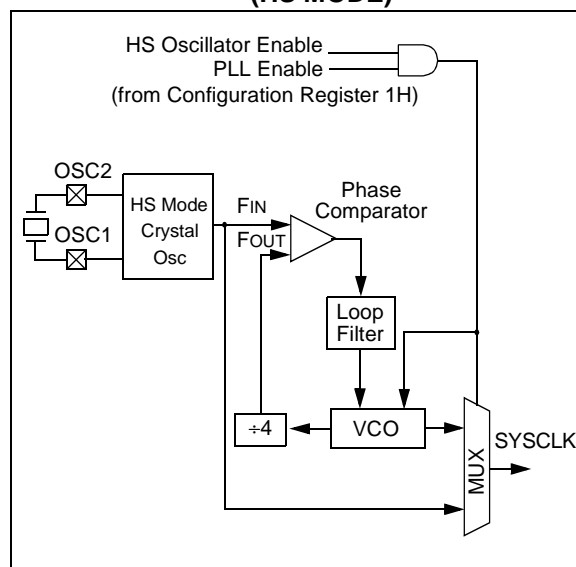 (HS MODE)
HS Oscillator Enable
PLL Enable
(from Configuration Register 1H)
OSC2
OSC1
HS Mode
Crystal
Osc
FIN
FOUT
Phase
Comparator
Loop
Filter
÷4
VCO
MUX
SYSCLK